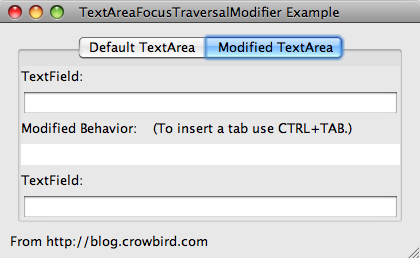 TextAreaFocusTraversalModifier Example
Default TextArea Modified TextArea
TextField:
Modified Behavior: (To insert a tab use CTRL+TAB.)
TextField:
From http://blog.crowbird.com